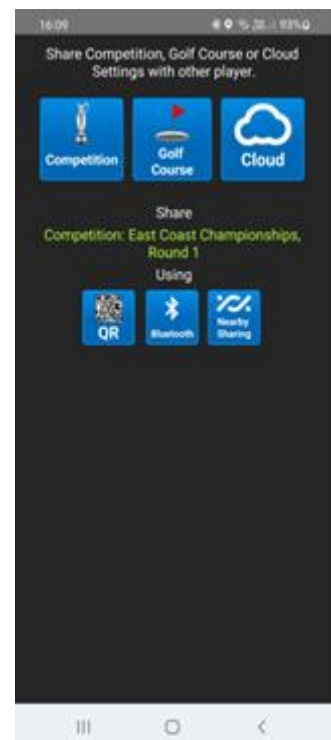 16:09
93%
Share Competition, Golf Course or Cloud
Settings with other player.
Competition
Golf
Course
Cloud
Share
Competition: East Coast Championships,
Round 1
Using
QR
Bluetooth
Nearby
Sharing